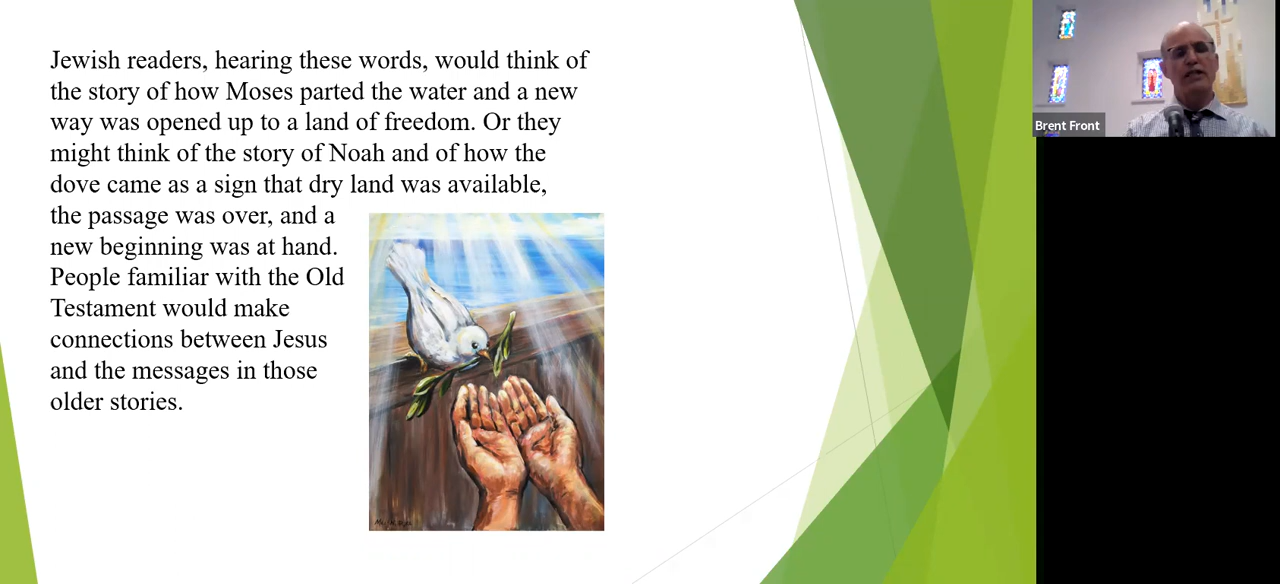 Jewish readers, hearing these words, would think of
the story of how Moses parted the water and a new
way was opened up to a land of freedom. Or they
might think of the story of Noah and of how the
dove came as a sign that dry land was available,
the passage was over, and a
new beginning was at hand.
People familiar with the Old
Testament would make
connections between Jesus
and the messages in those
older stories.
Brent Front